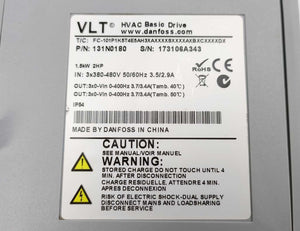 VLT® HVAC Basic Drive
www.danfoss.com
T/C: FC-101P1K5T4E5AH3XAXXXXSXXXXAXBXCXXXXDX
P/N: 131N0180 S/N: 173106A343
1.5kW 2HP
IN: 3x380-480V 50/60Hz 3.5/2.9A
OUT:3x0-Vin 0-400Hz 3.7/3.4A(Tamb. 40°C)
OUT:3x0-Vin 0-400Hz 3.7/3.4A(Tamb. 50°C)
IP54
MADE BY DANFOSS IN CHINA
CAUTION:
SEE MANUAL/VOIR MANUEL
WARNING:
STORED CHARGE DO NOT TOUCH UNTIL 4
MIN. AFTER DISCONNECTION
CHARGE RESIDUELLE, ATTENDRE 4 MIN.
APRES DECONNEXION
RISK OF ELECTRIC SHOCK-DUAL SUPPLY
DISCONNECT MAINS AND LOADSHARING
BEFORE SERVICE